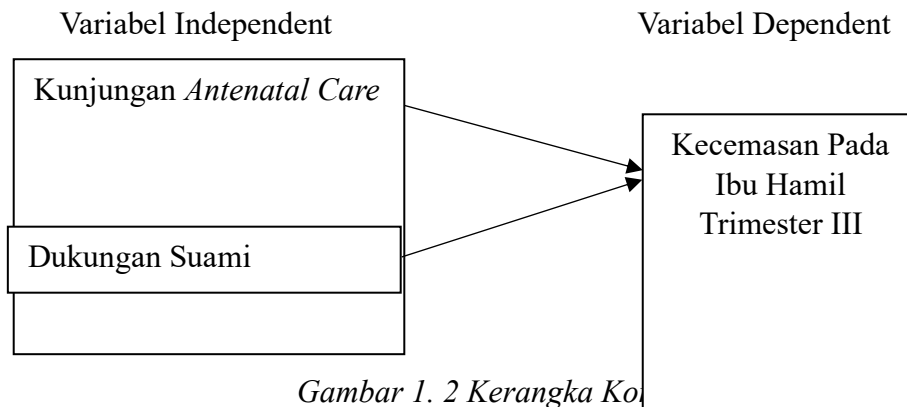 Variabel Independent
Variabel Dependent
Kunjungan Antenatal Care
Kecemasan Pada
Ibu Hamil
Trimester III
Dukungan Suami
Gambar 1. 2 Kerangka